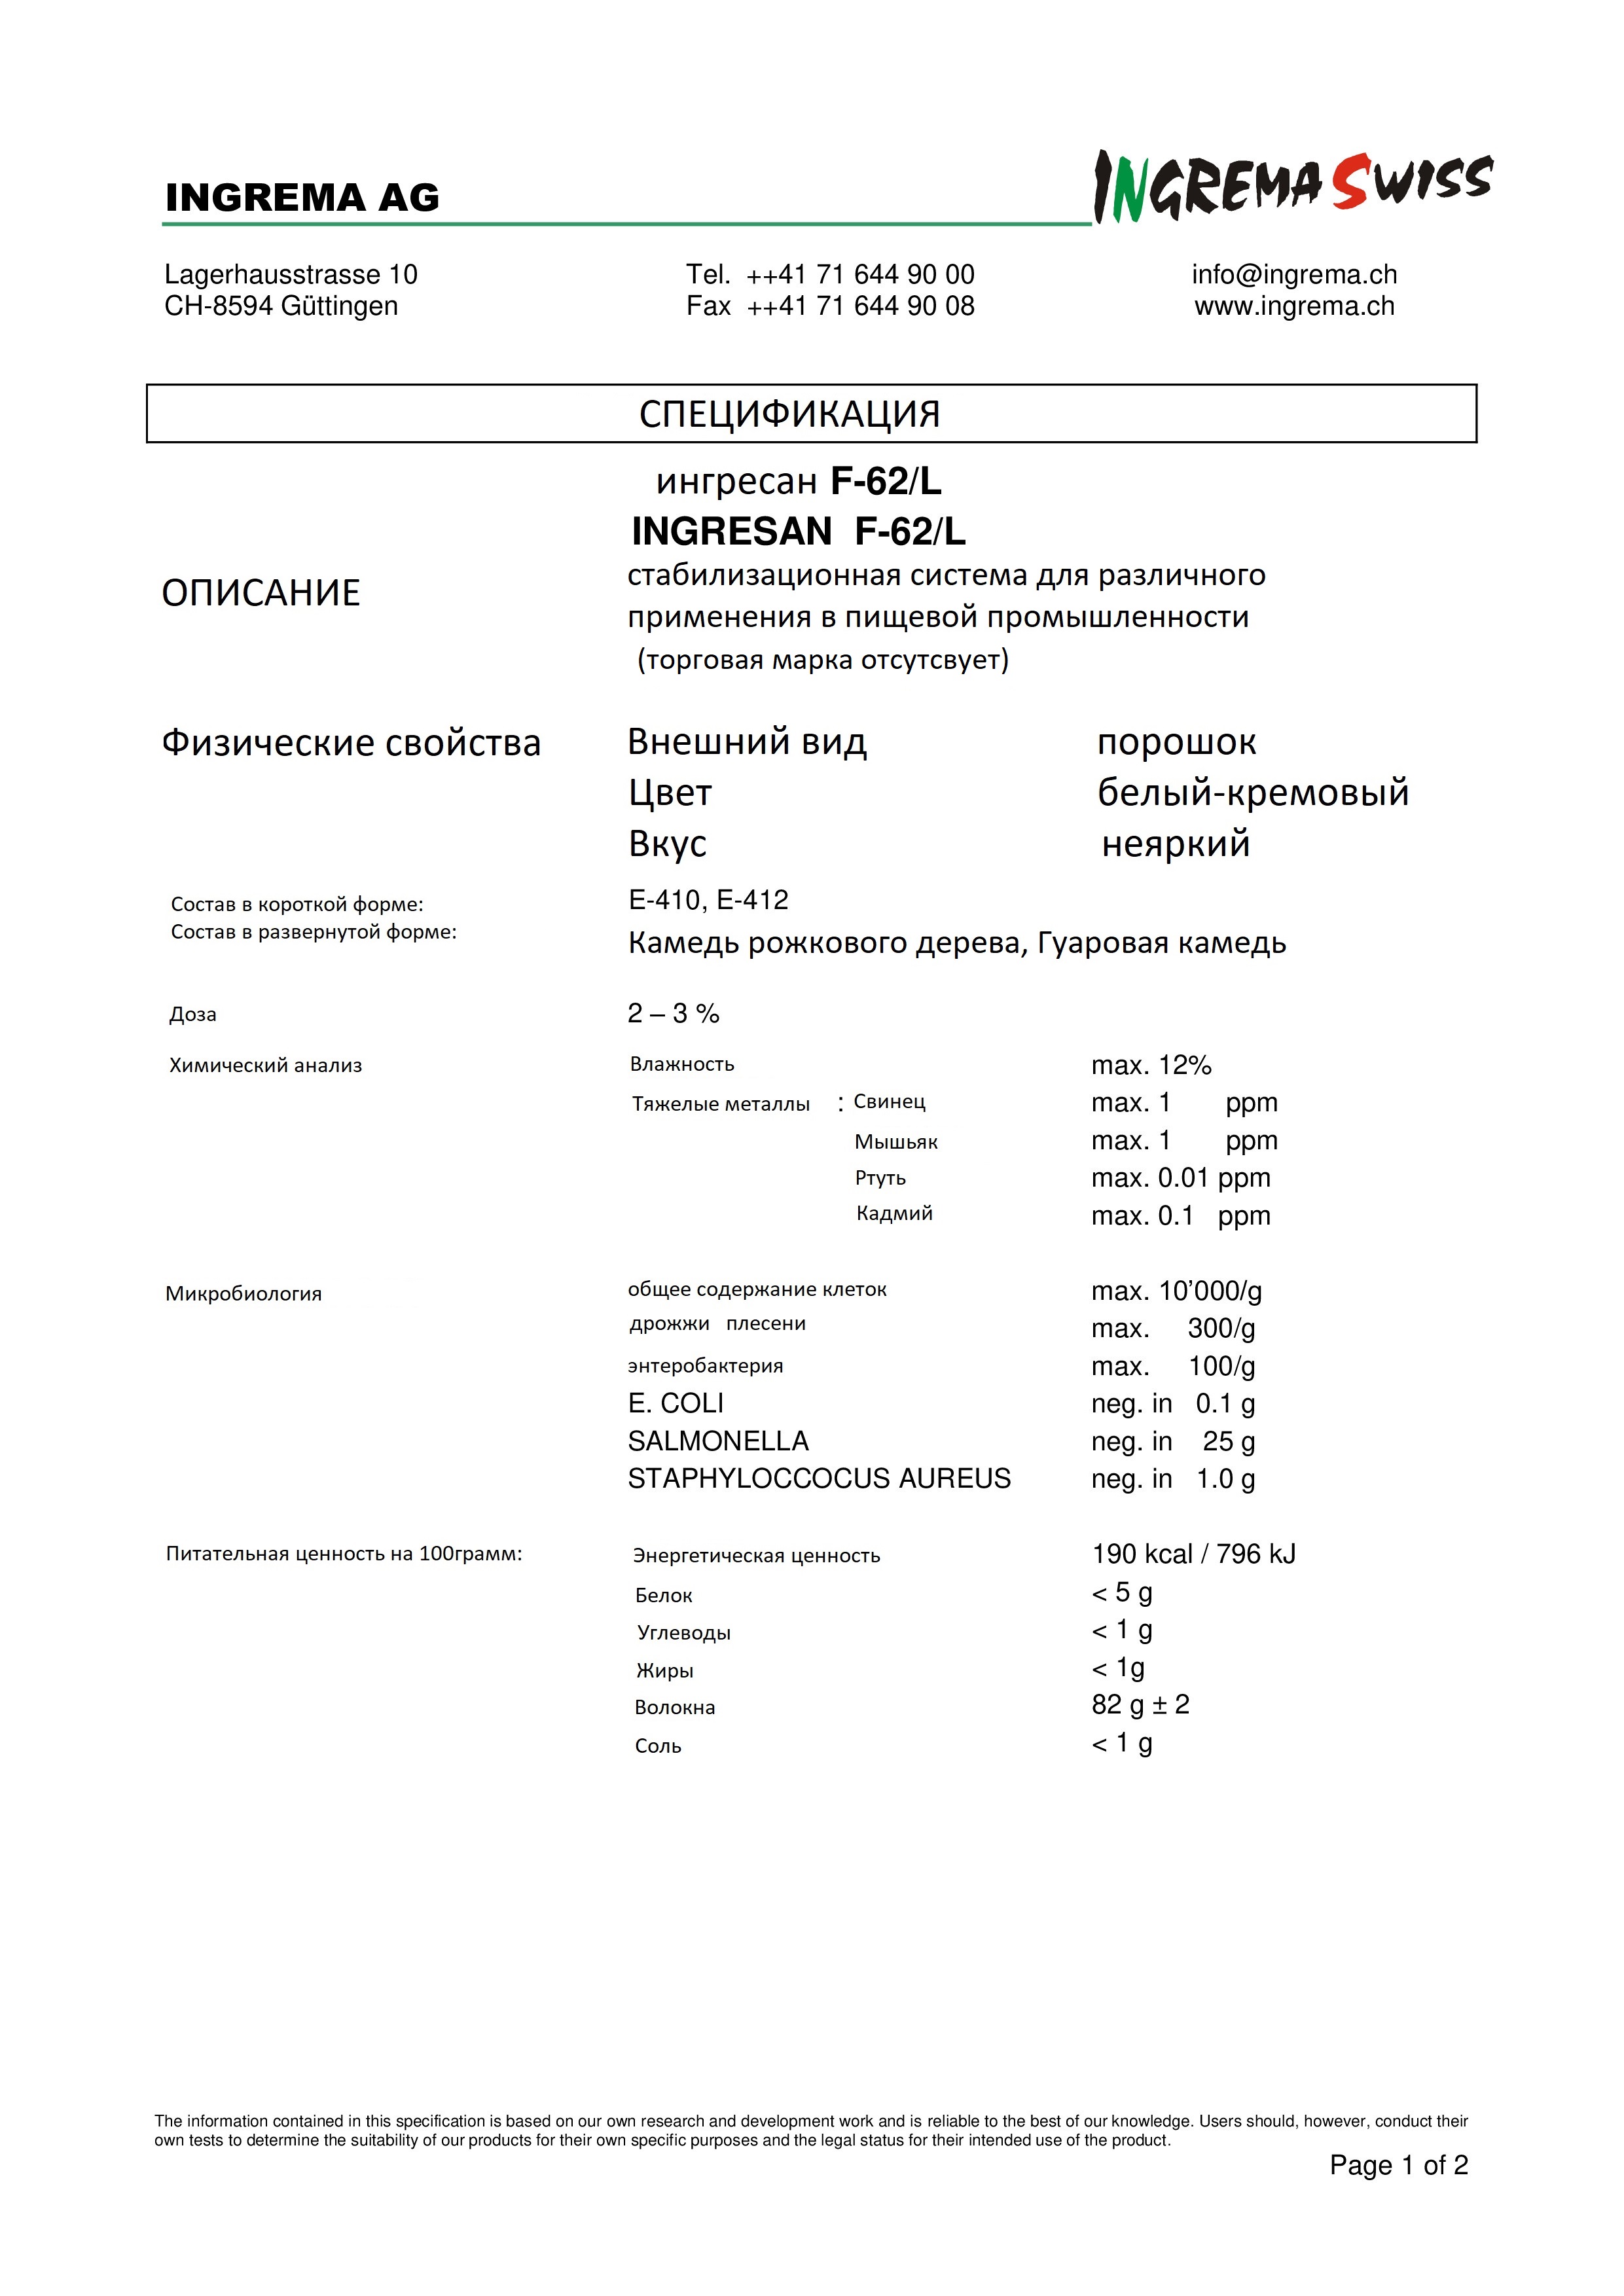 INGREMA AG
INGREMA SWISS
Lagerhausstrasse 10 Tel. ++41 71 644 90 00 info@ingrema.ch
CH-8594 Güttingen Fax ++41 71 644 90 08 www.ingrema.ch
СПЕЦИФИКАЦИЯ
ингресан F-62/L
INGRESAN F-62/L
ОПИСАНИЕ стабилизационная система для различного
применения в пищевой промышленности
(торговая марка отсутсвует)
Физические свойства Внешний вид порошок
Цвет белый-кремовый
Вкус неяркий
Состав в короткой форме: E-410, E-412
Состав в развернутой форме: Камедь рожкового дерева, Гуаровая камедь
Доза 2 – 3 %
Химический анализ Влажность max. 12%
Тяжелые металлы : Свинец max. 1 ppm
Мышьяк max. 1 ppm
Ртуть max. 0.01 ppm
Кадмий max. 0.1 ppm
Микробиология общее содержание клеток max. 10’000/g
дрожжи плесени max. 300/g
энтеробактерия max. 100/g
E. COLI neg. in 0.1 g
SALMONELLA neg. in 25 g
STAPHYLOCCOCUS AUREUS neg. in 1.0 g
Питательная ценность на 100грамм: Энергетическая ценность 190 kcal / 796 kJ
Белок < 5 g
Углеводы < 1 g
Жиры < 1g
Волокна 82 g ± 2
Соль < 1 g
The information contained in this specification is based on our own research and development work and is reliable to the best of our knowledge. Users should, however, conduct their
own tests to determine the suitability of our products for their own specific purposes and the legal status for their intended use of the product.
Page 1 of 2